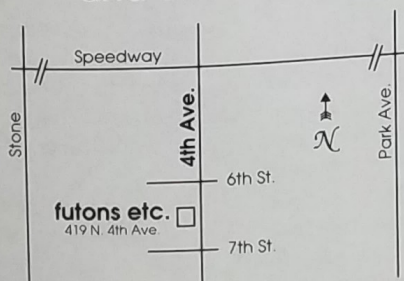 Speedway
Stone
4th Ave.
Park Ave.
N
6th St.
futons etc.
419 N. 4th Ave.
7th St.